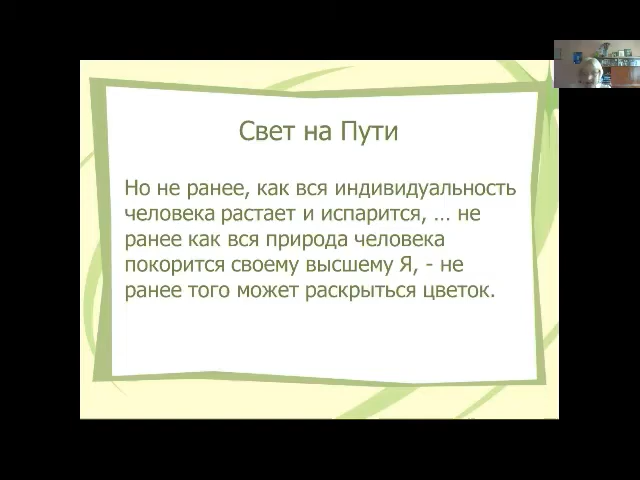 Свет на Пути
Но не ранее, как вся индивидуальность
человека растает и испарится, ... не
ранее как вся природа человека
покорится своему высшему Я, - не
ранее того может раскрыться цветок.